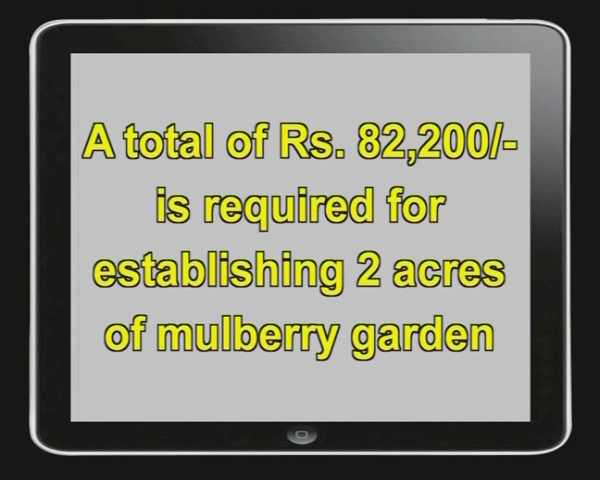 A total of Rs. 82,200/-
is required for
establishing 2 acres
of mulberry garden